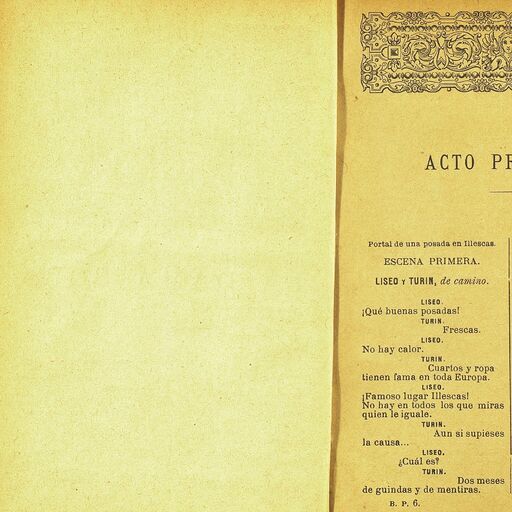 ACTO PR
Portal de una posada en Illescas.
ESCENA PRIMERA.
LISEO Y TURIN, de camino.
LISEO.
¡Qué buenas posadas!
TURIN.
Frescas.
LISEO.
No hay calor.
TURIN.
Cuartos y ropa
tienen fama en toda Europa.
LISEO.
¡Famoso lugar Illescas!
No hay en todos los que miras
quien le iguale.
TURIN.
Aun si supieses
la causa...
LISEO.
¿Cuál es?
TURIN.
Dos meses
de guindas y de mentiras.
B. P. 6.